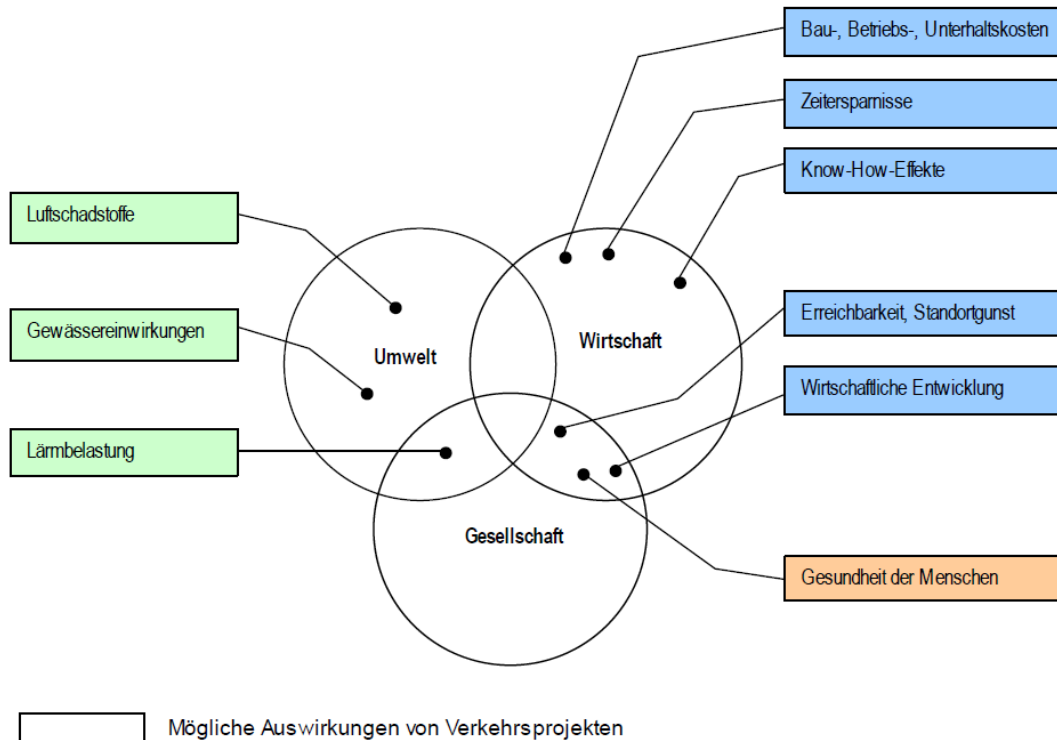 Bau-, Betriebs-, Unterhaltskosten
Zeitersparnisse
Know-How-Effekte
Luftschadstoffe
Erreichbarkeit, Standortgunst
Gewässereinwirkungen
Wirtschaft
Umwelt
Wirtschaftliche Entwicklung
Lärmbelastung
Gesellschaft
Gesundheit der Menschen
Mögliche Auswirkungen von Verkehrsprojekten